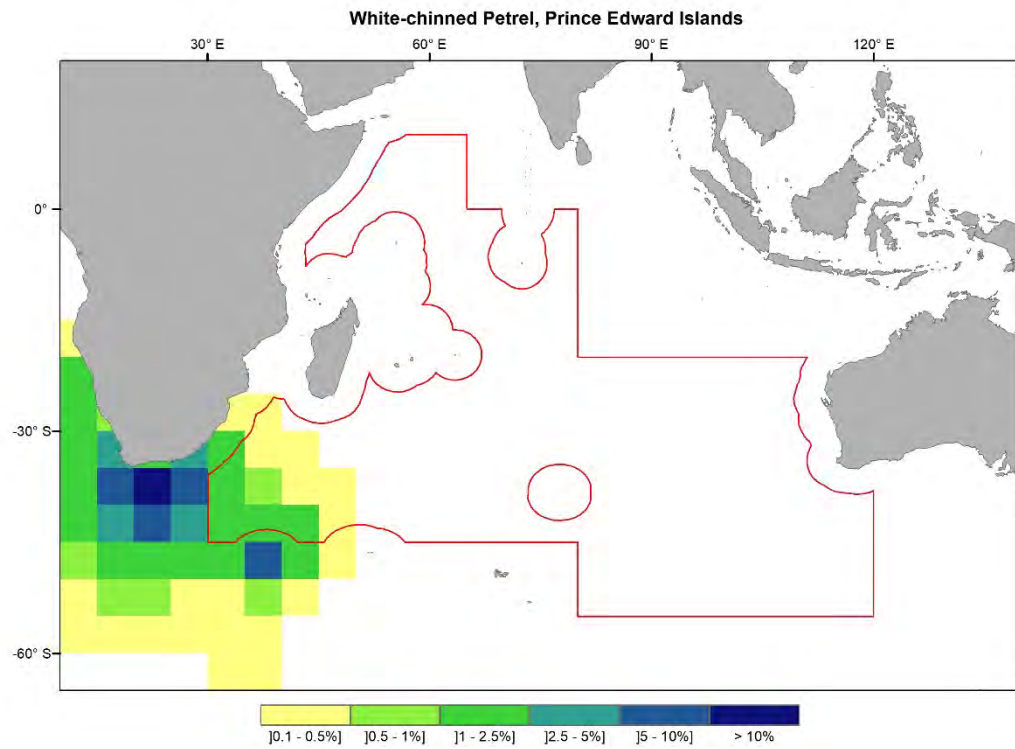 White-chinned Petrel, Prince Edward Islands
30° E 60° E 90° E 120° E
0°
-30° S
-60° S
]0.1 - 0.5%] ]0.5 - 1%] ]1 - 2.5%] ]2.5 - 5%] ]5 - 10%] > 10%